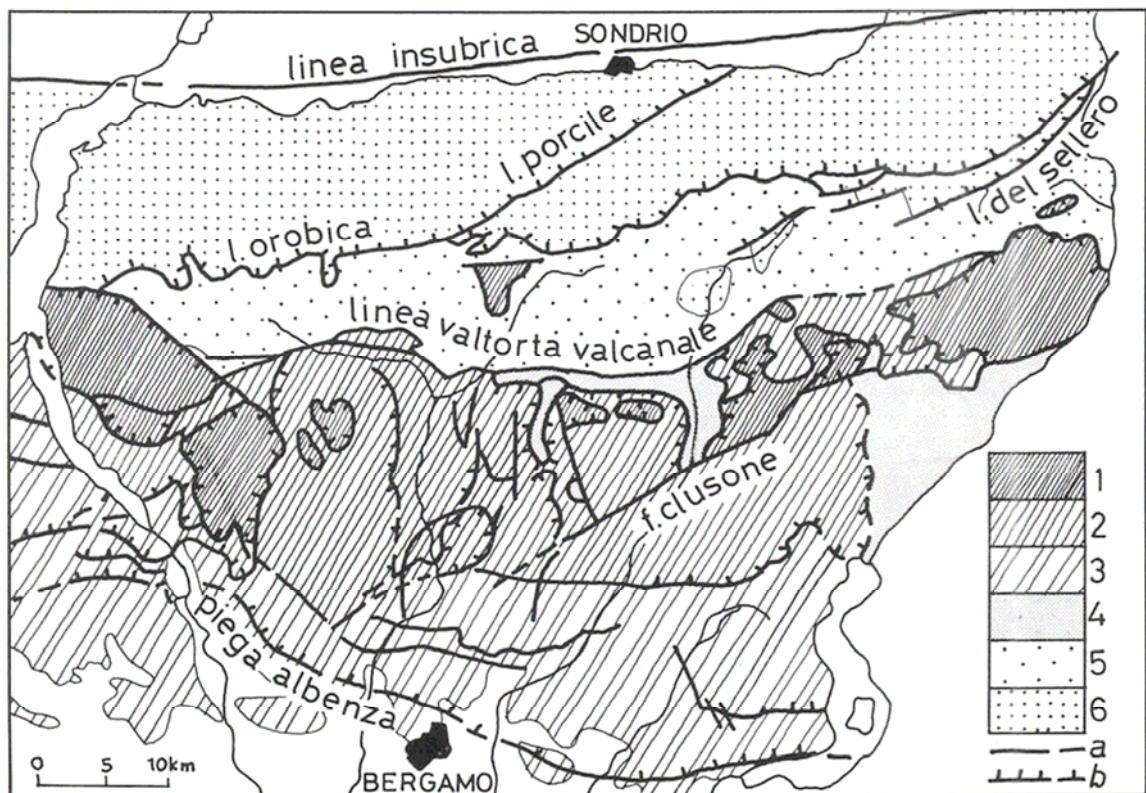 SONDRIO
linea insubrica
l. porcile
l. del sellero
l. orobica
linea valtorta valcanale
f. clusone
piega albenza
BERGAMO
0 5 10km
1
2
3
4
5
6
a
b